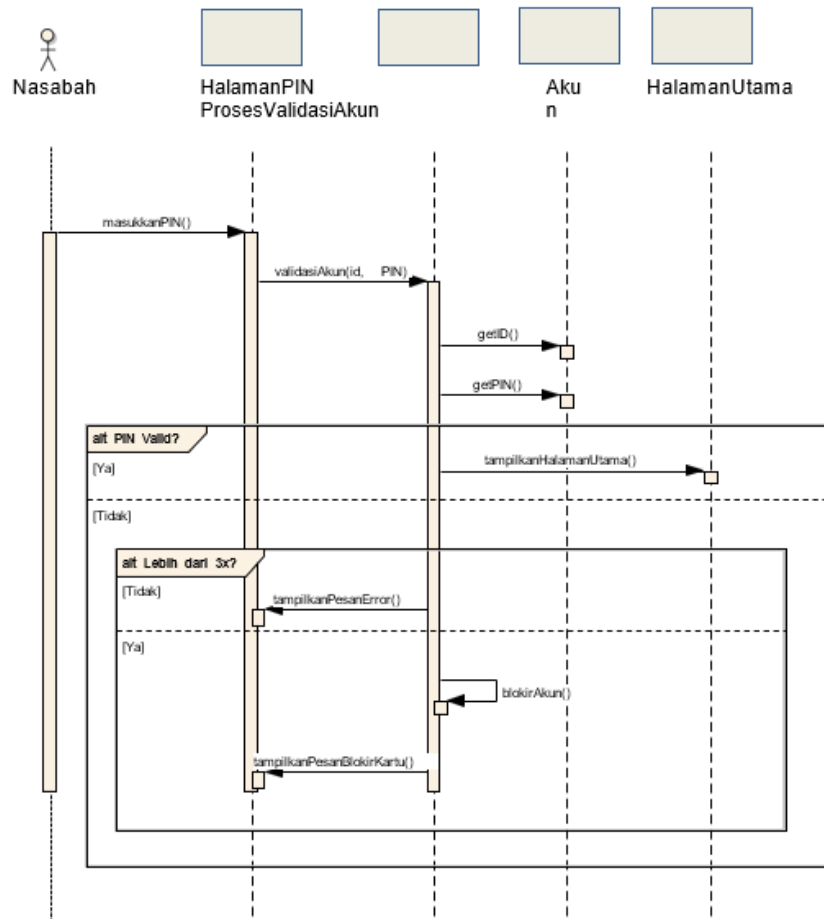 Nasabah
HalamanPIN
ProsesValidasiAkun
Aku
n
HalamanUtama
masukkanPIN()
validasiAkun(id, PIN)
getID()
getPIN()
alt PIN Valid?
[Ya]
tampilkanHalamanUtama()
[Tidak]
alt Lebih dari 3x?
[Tidak]
tampilkanPesanError()
[Ya]
blokirAkun()
tampilkanPesanBlokirKartu()